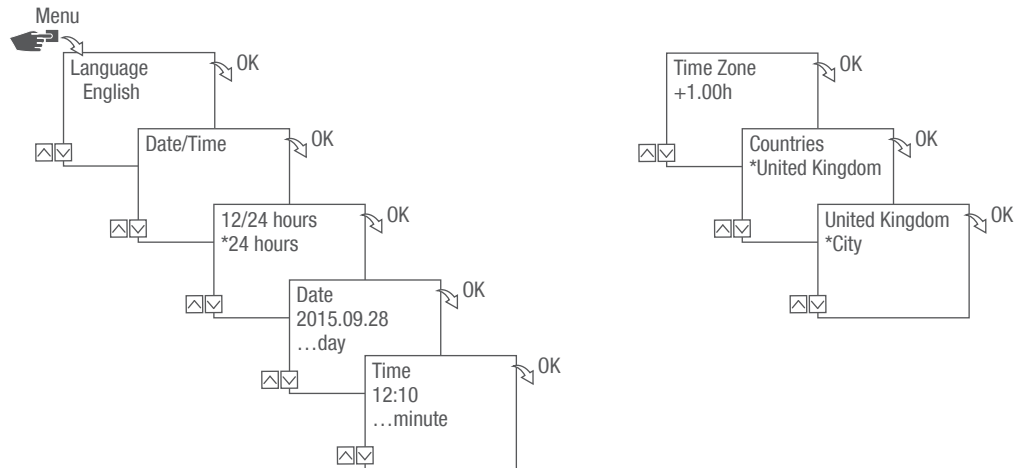 Menu
Language
English
OK
Date/Time
OK
12/24 hours
*24 hours
OK
Date
2015.09.28
…day
OK
Time
12:10
…minute
OK
Time Zone
+1.00h
OK
Countries
*United Kingdom
OK
United Kingdom
*City
OK